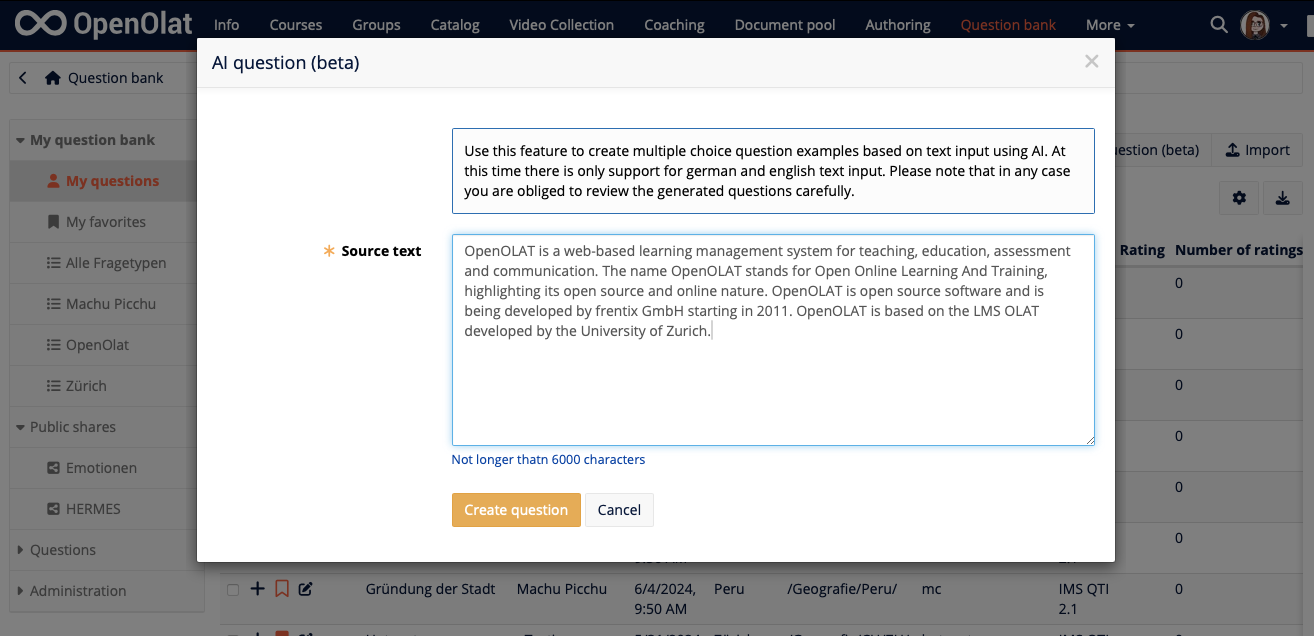 OpenOlat Info Courses Groups Catalog Video Collection Coaching Document pool Authoring Question bank More
AI question (beta)
Question bank
Use this feature to create multiple choice question examples based on text input using AI. At
this time there is only support for german and english text input. Please note that in any case
you are obliged to review the generated questions carefully.
My question bank
(beta) Import
My questions
My favorites
Source text
OpenOLAT is a web-based learning management system for teaching, education, assessment
and communication. The name OpenOLAT stands for Open Online Learning And Training,
highlighting its open source and online nature. OpenOLAT is open source software and is
being developed by frentix GmbH starting in 2011. OpenOLAT is based on the LMS OLAT
developed by the University of Zurich.
Rating Number of ratings
Alle Fragetypen
0
Machu Picchu
0
OpenOlat
0
Zürich
Public shares
0
Not longer thatn 6000 characters
Emotionen
0
HERMES
Create question Cancel
0
Questions
Administration
Gründung der Stadt Machu Picchu 6/4/2024, Peru /Geografie/Peru/ mc IMS QTI 0
9:50 AM 2.1